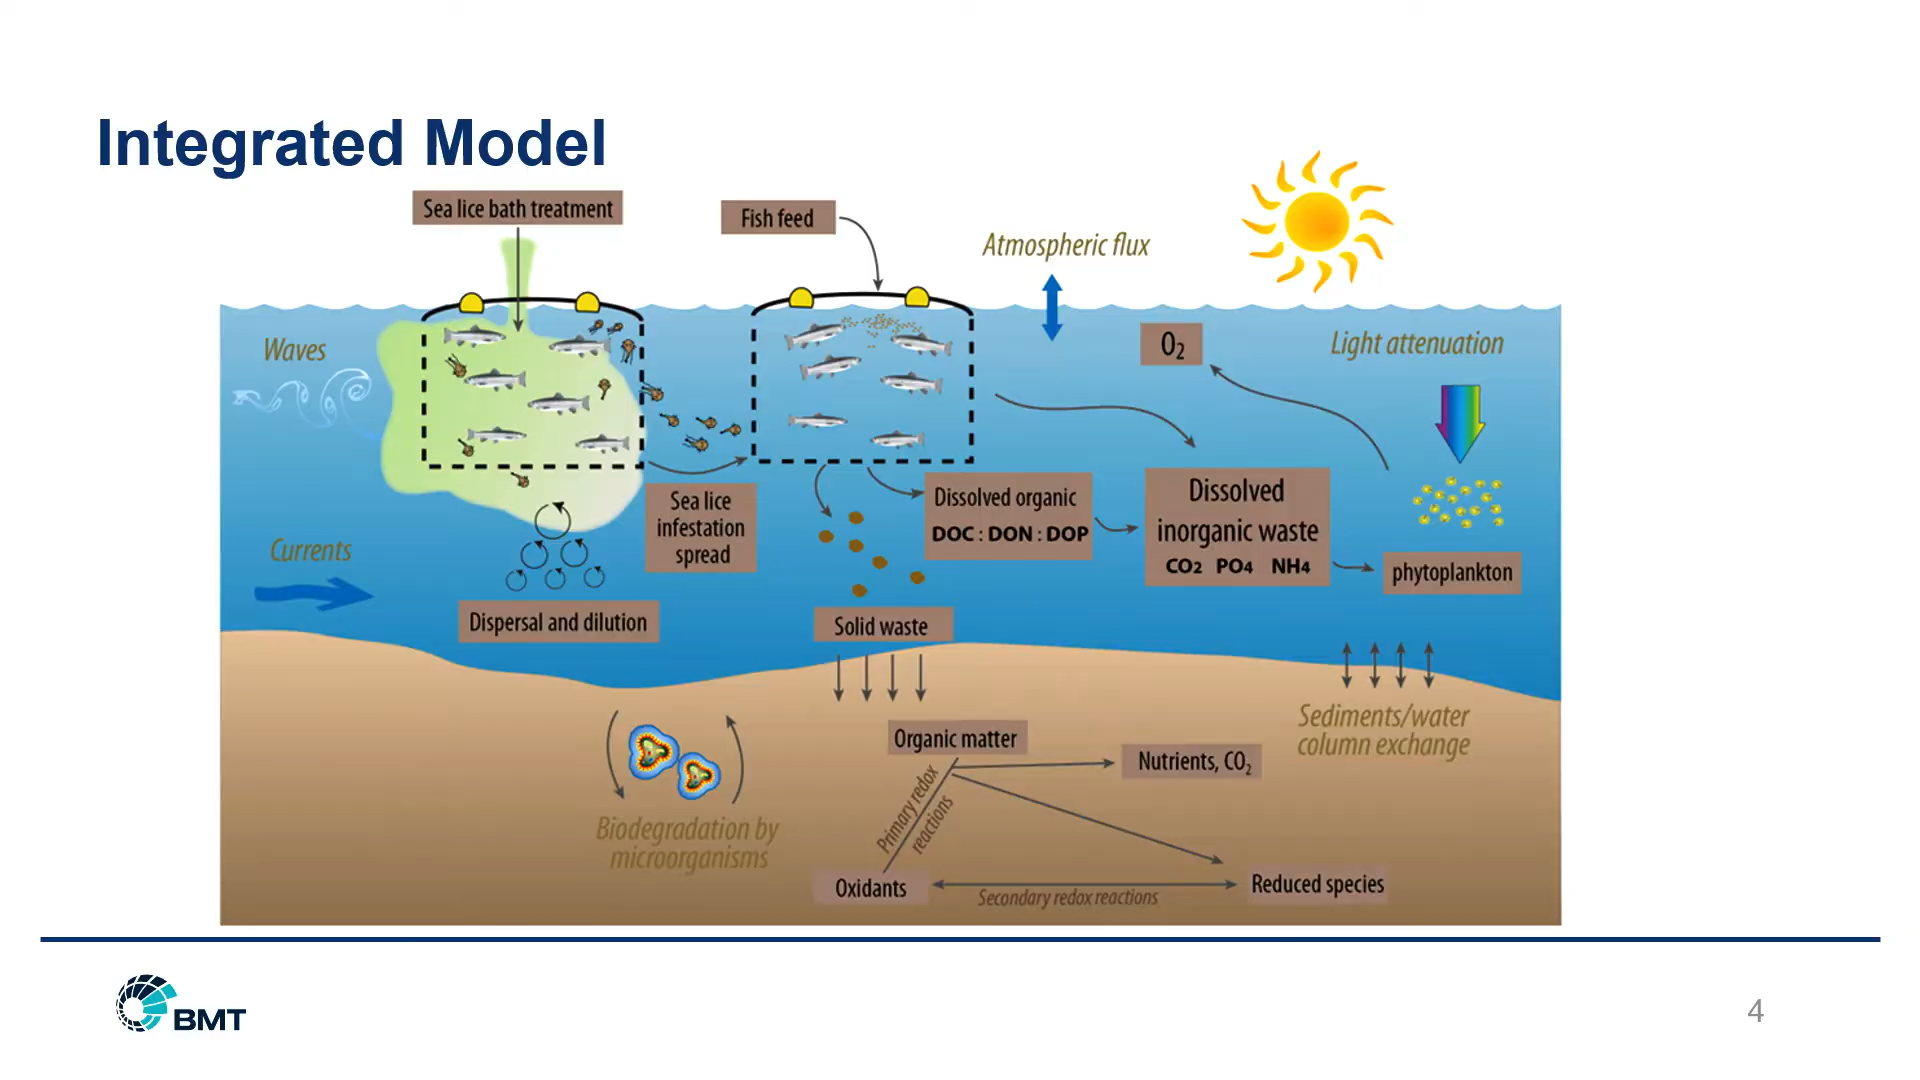 Integrated Model
Sea lice bath treatment
Fish feed
Atmospheric flux
Waves
O₂
Light attenuation
Sea lice
infestation
spread
Dissolved organic
DOC : DON : DOP
Dissolved
inorganic waste
CO2 PO4 NH4
Currents
phytoplankton
Dispersal and dilution
Solid waste
Sediments/water
column exchange
Organic matter
Nutrients, CO₂
Primary redox
reactions
Biodegradation by
microorganisms
Oxidants
Secondary redox reactions
Reduced species
BMT
4